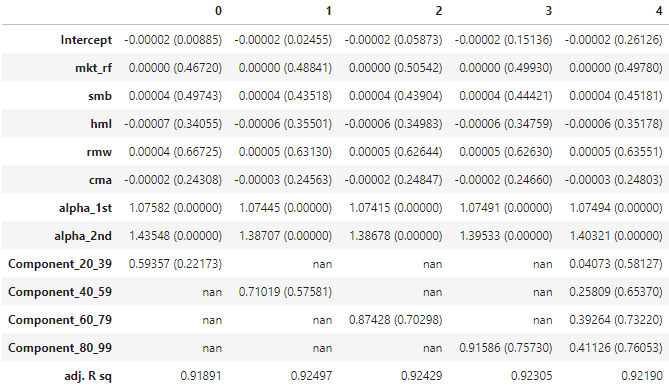 0 1 2 3 4
Intercept -0.00002 (0.00885) -0.00002 (0.02455) -0.00002 (0.05873) -0.00002 (0.15136) -0.00002 (0.26126)
mkt_rf 0.00000 (0.46720) 0.00000 (0.48841) 0.00000 (0.50542) 0.00000 (0.49930) 0.00000 (0.49780)
smb 0.00004 (0.49743) 0.00004 (0.43518) 0.00004 (0.43904) 0.00004 (0.44421) 0.00004 (0.45181)
hml -0.00007 (0.34055) -0.00006 (0.35501) -0.00006 (0.34983) -0.00006 (0.34759) -0.00006 (0.35178)
rmw 0.00004 (0.66725) 0.00005 (0.63130) 0.00005 (0.62644) 0.00005 (0.62630) 0.00005 (0.63551)
cma -0.00002 (0.24308) -0.00003 (0.24563) -0.00002 (0.24847) -0.00002 (0.24660) -0.00003 (0.24803)
alpha_1st 1.07582 (0.00000) 1.07445 (0.00000) 1.07415 (0.00000) 1.07491 (0.00000) 1.07494 (0.00000)
alpha_2nd 1.43548 (0.00000) 1.38707 (0.00000) 1.38678 (0.00000) 1.39533 (0.00000) 1.40321 (0.00000)
Component_20_39 0.59357 (0.22173) nan nan nan 0.04073 (0.58127)
Component_40_59 nan 0.71019 (0.57581) nan nan 0.25809 (0.65370)
Component_60_79 nan nan 0.87428 (0.70298) nan 0.39264 (0.73220)
Component_80_99 nan nan nan 0.91586 (0.75730) 0.41126 (0.76053)
adj. R sq 0.91891 0.92497 0.92429 0.92305 0.92190